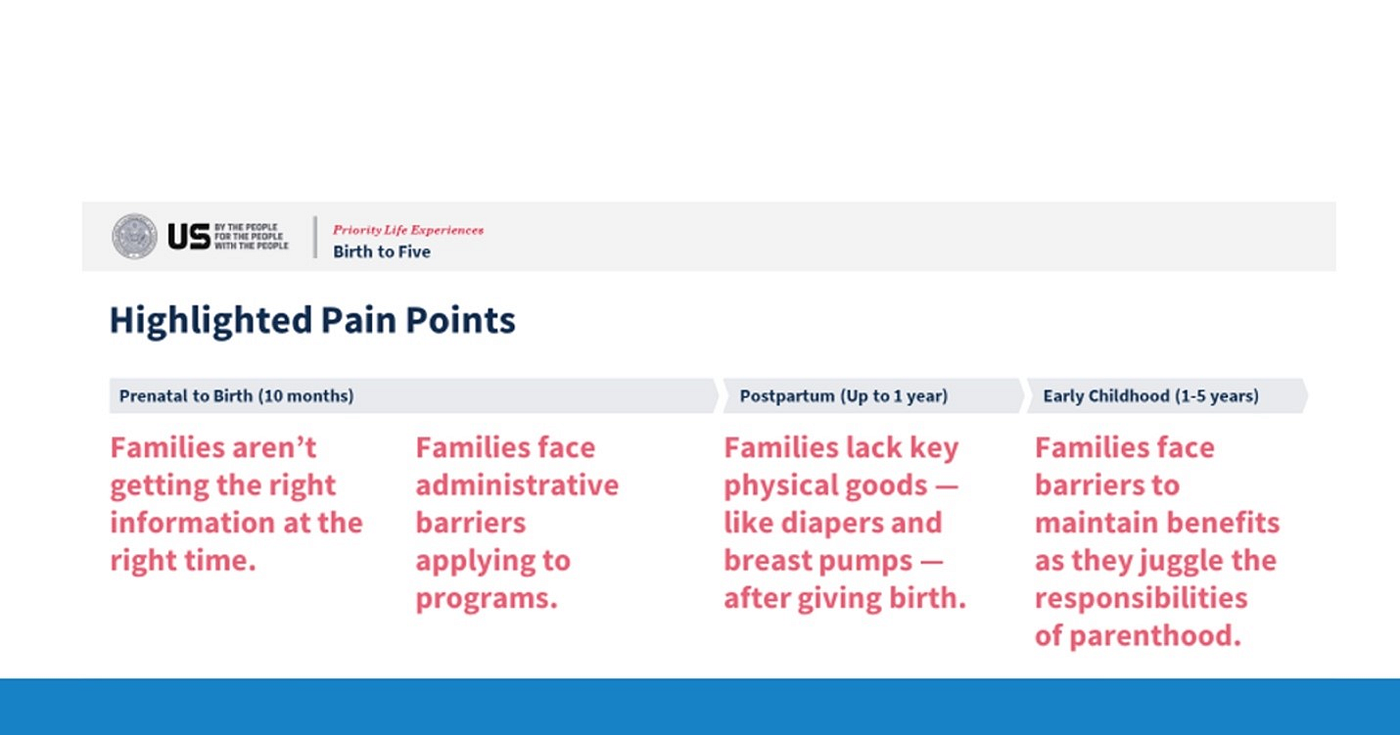 US
BY THE PEOPLE
FOR THE PEOPLE
WITH THE PEOPLE
Priority Life Experiences
Birth to Five
Highlighted Pain Points
Prenatal to Birth (10 months)
Families aren’t
getting the right
information at the
right time.
Families face
administrative
barriers
applying to
programs.
Postpartum (Up to 1 year)
Families lack key
physical goods —
like diapers and
breast pumps —
after giving birth.
Early Childhood (1-5 years)
Families face
barriers to
maintain benefits
as they juggle the
responsibilities
of parenthood.